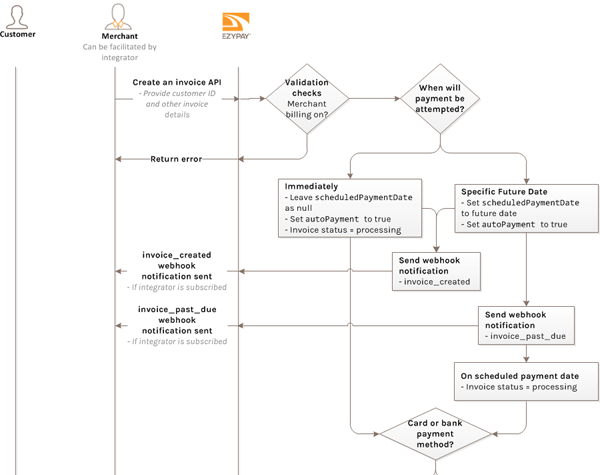 Customer
Merchant
Can be facilitated by
Integrator
EZYPAY
Create an invoice API
- Provide customer ID
and other invoice
details
Validation
checks
Merchant
billing on?
When will
payment be
attempted?
Return error
Immediately
- Leave scheduledPaymentDate
as null
- Set autoPayment to true
- Invoice status = processing
Specific Future Date
- Set scheduledPaymentDate
to future date
- Set autoPayment to true
invoice_created
webhook
notification sent
- If integrator is subscribed
Send webhook
notification
- invoice_created
invoice_past_due
webhook
notification sent
- If integrator is subscribed
Send webhook
notification
- invoice_past_due
On scheduled payment date
- Invoice status = processing
Card or bank
payment
method?